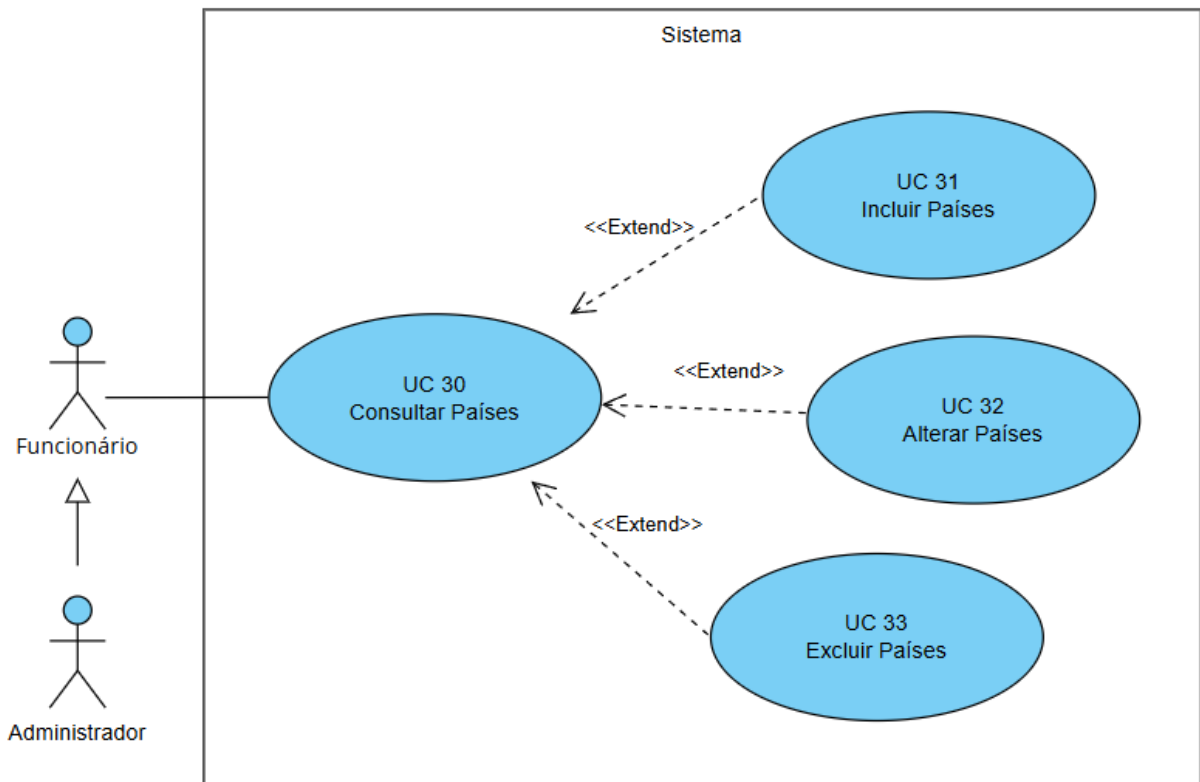 Sistema
UC 31
Incluir Países
<<Extend>>
UC 30
Consultar Países
<<Extend>>
UC 32
Alterar Países
Funcionário
<<Extend>>
UC 33
Excluir Países
Administrador